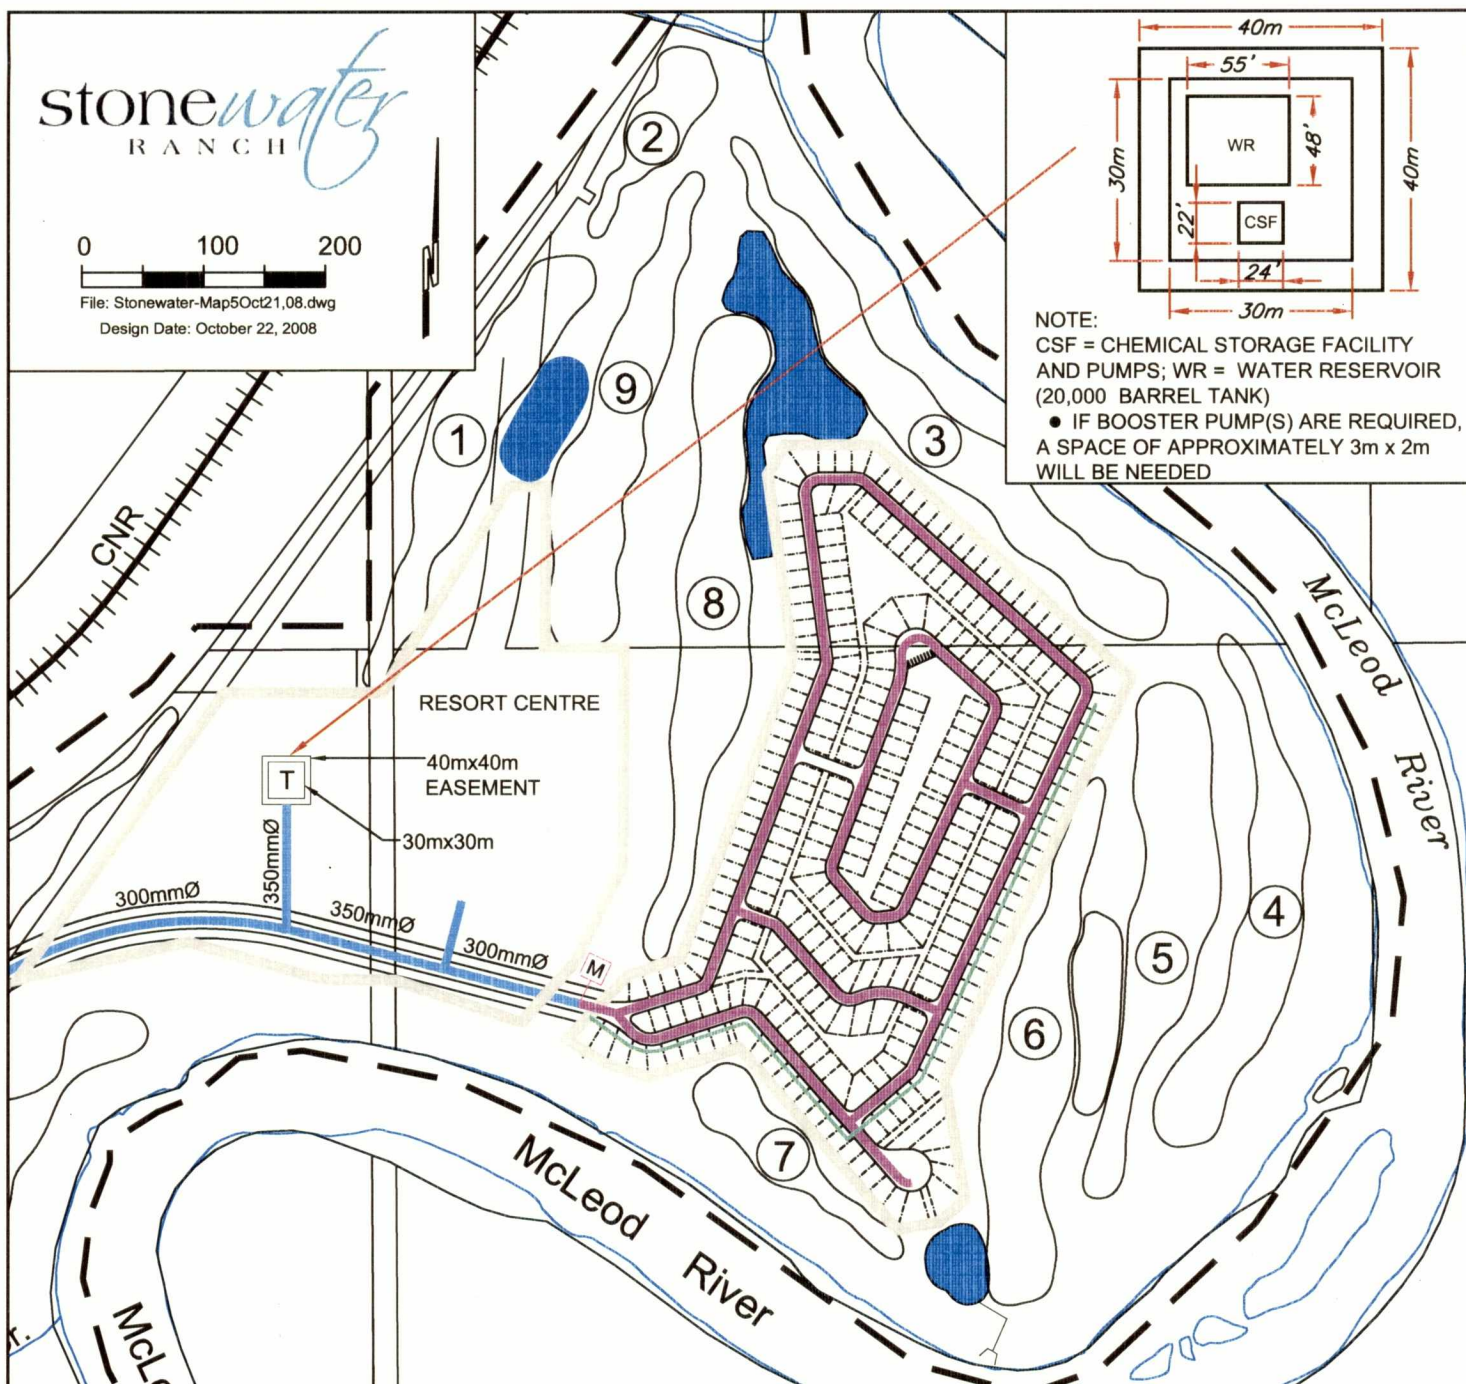 stonewater
RANCH
0 100 200
File: Stonewater-Map5Oct21,08.dwg
Design Date: October 22, 2008
N
40m
55'
WR
48'
30m
40m
22'
CSF
24'
30m
NOTE:
CSF = CHEMICAL STORAGE FACILITY
AND PUMPS; WR = WATER RESERVOIR
(20,000 BARREL TANK)
● IF BOOSTER PUMP(S) ARE REQUIRED,
A SPACE OF APPROXIMATELY 3m x 2m
WILL BE NEEDED
2
9
1
3
CNR
8
McLeod
River
RESORT CENTRE
40mx40m
EASEMENT
T
30mx30m
350mmØ
300mmØ
350mmØ
300mmØ
M
4
5
6
7
McLeod
River